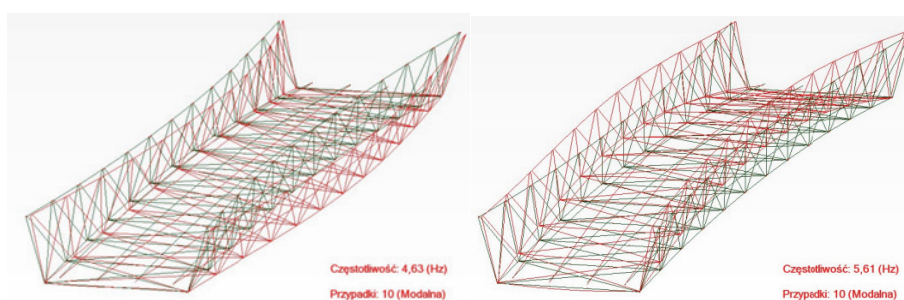 Częstotliwość: 4,63 (Hz)
Przypadki: 10 (Modalna)
Częstotliwość: 5,61 (Hz)
Przypadki: 10 (Modalna)